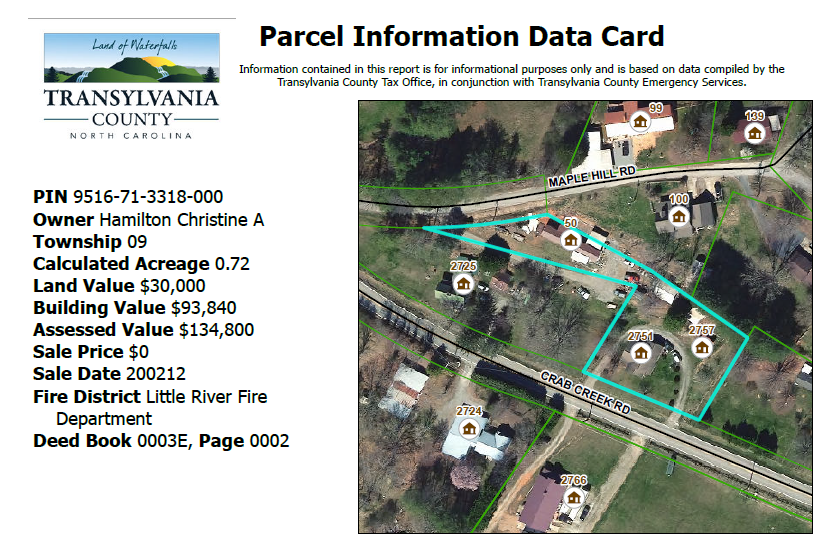 Land of Waterfalls
TRANSYLVANIA
COUNTY
NORTH CAROLINA
Parcel Information Data Card
Information contained in this report is for informational purposes only and is based on data compiled by the
Transylvania County Tax Office, in conjunction with Transylvania County Emergency Services.
PIN 9516-71-3318-000
Owner Hamilton Christine A
Township 09
Calculated Acreage 0.72
Land Value $30,000
Building Value $93,840
Assessed Value $134,800
Sale Price $0
Sale Date 200212
Fire District Little River Fire
Department
Deed Book 0003E, Page 0002
99
139
MAPLE HILL RD
100
50
2725
2751
2757
CRAB CREEK RD
2724
2766